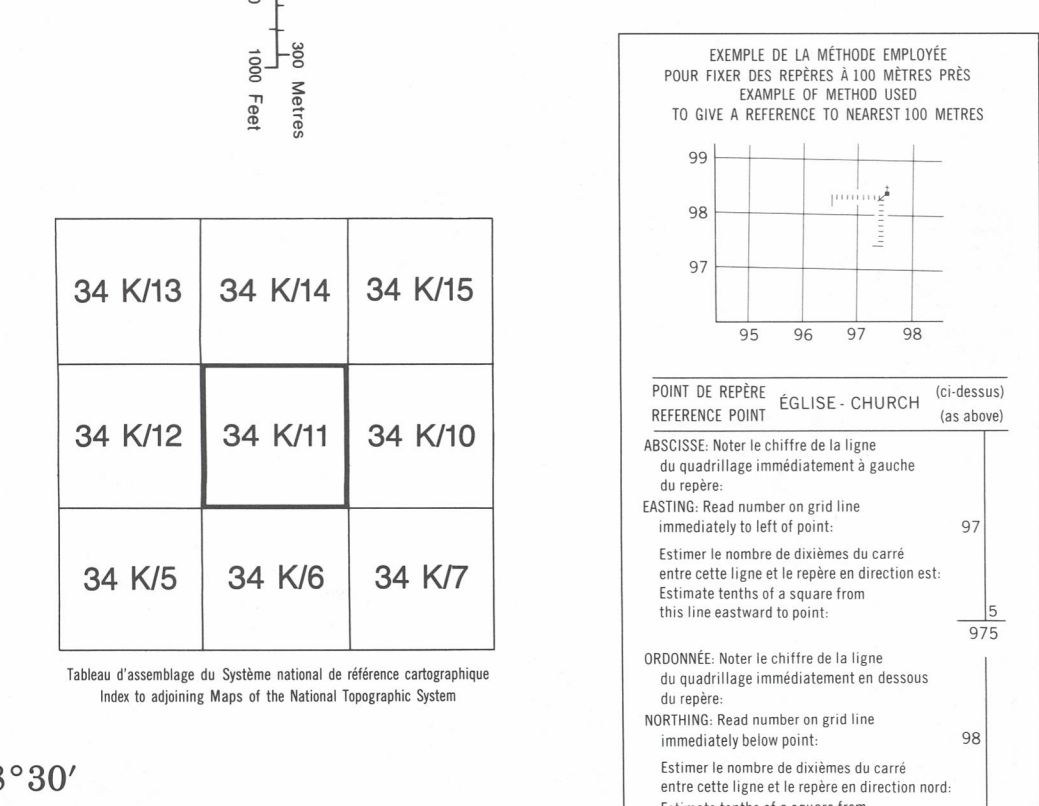 300 Metres
1000 Feet
34 K/13 34 K/14 34 K/15
34 K/12 34 K/11 34 K/10
34 K/5 34 K/6 34 K/7
Tableau d'assemblage du Système national de référence cartographique
Index to adjoining Maps of the National Topographic System
°30′
EXEMPLE DE LA MÉTHODE EMPLOYÉE
POUR FIXER DES REPÈRES À 100 MÈTRES PRÈS
EXAMPLE OF METHOD USED
TO GIVE A REFERENCE TO NEAREST 100 METRES
99
98
97
95 96 97 98
POINT DE REPÈRE
REFERENCE POINT
ÉGLISE - CHURCH
(ci-dessus)
(as above)
ABSCISSE: Noter le chiffre de la ligne
du quadrillage immédiatement à gauche
du repère:
EASTING: Read number on grid line
immediately to left of point: 97
Estimer le nombre de dixièmes du carré
entre cette ligne et le repère en direction est:
Estimate tenths of a square from
this line eastward to point: 5
975
ORDONNÉE: Noter le chiffre de la ligne
du quadrillage immédiatement en dessous
du repère:
NORTHING: Read number on grid line
immediately below point: 98
Estimer le nombre de dixièmes du carré
entre cette ligne et le repère en direction nord:
Estimate tenths of a square from